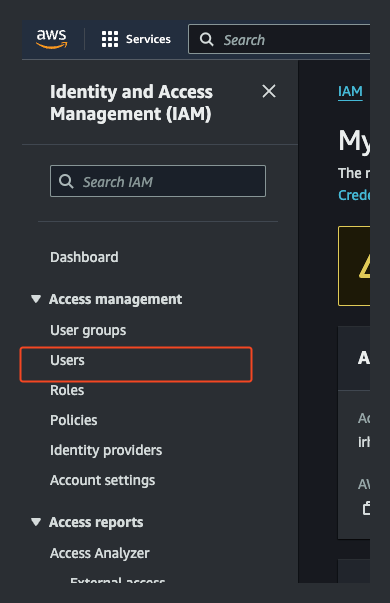 aws
Services
Search
Identity and Access
Management (IAM)
Search IAM
Dashboard
Access management
User groups
Users
Roles
Policies
Identity providers
Account settings
Access reports
Access Analyzer
External access
IAM
My
The
Crede
A
Ac
irh
AV